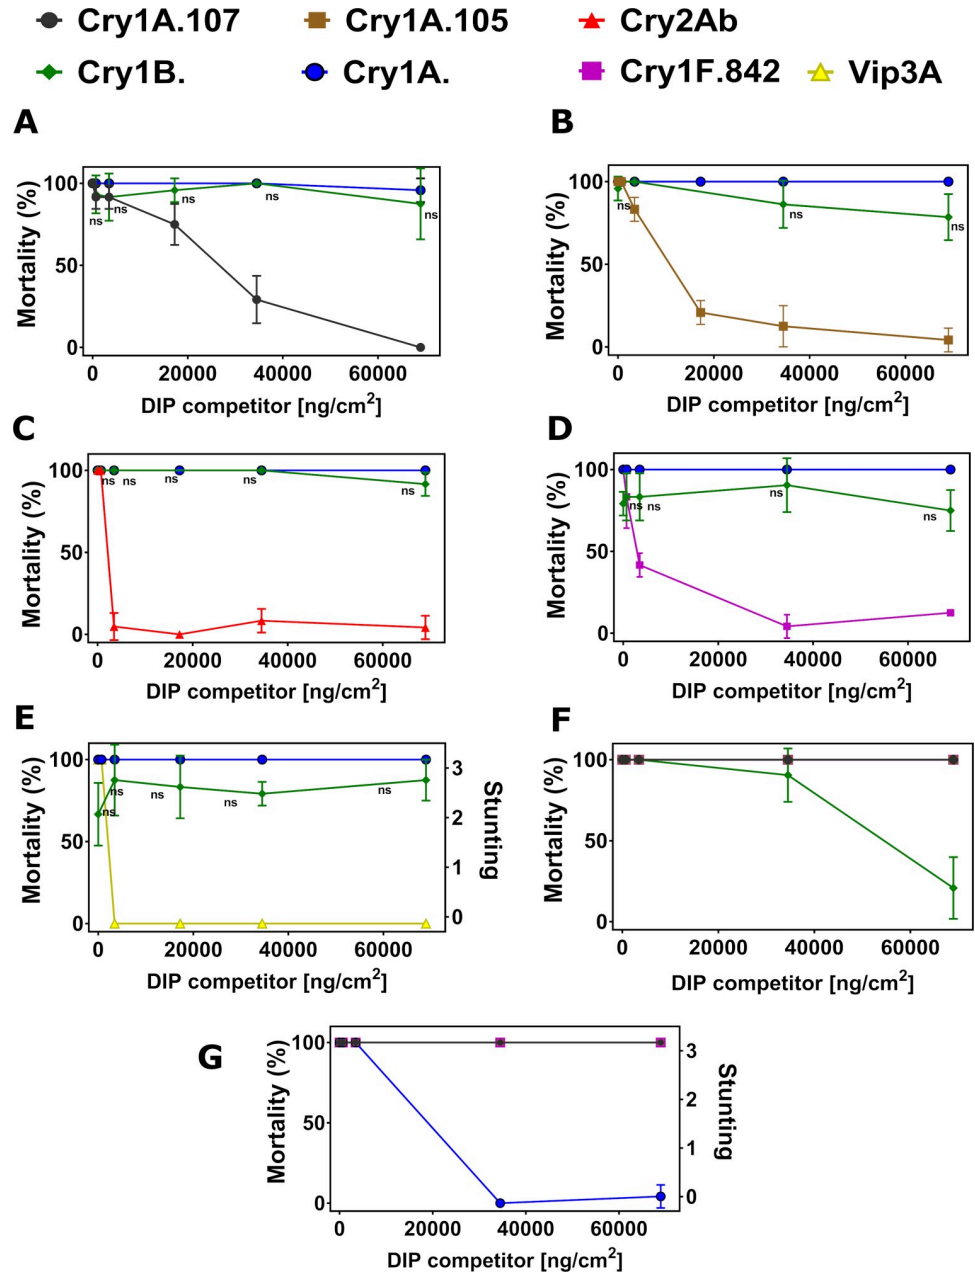 Cry1A.107 Cry1A.105 Cry2Ab
Cry1B. Cry1A. Cry1F.842 Vip3A
A
Mortality (%)
100
50
0
ns ns ns ns ns
0 20000 40000 60000
DIP competitor [ng/cm2]
B
Mortality (%)
100
50
0
ns ns ns
0 20000 40000 60000
DIP competitor [ng/cm2]
C
Mortality (%)
100
50
0
ns ns ns ns ns
0 20000 40000 60000
DIP competitor [ng/cm2]
D
Mortality (%)
100
50
0
ns ns ns ns
0 20000 40000 60000
DIP competitor [ng/cm2]
E
Mortality (%)
100
50
0
ns ns ns ns ns
3
2
1
0
Stunting
0 20000 40000 60000
DIP competitor [ng/cm2]
F
Mortality (%)
100
50
0
0 20000 40000 60000
DIP competitor [ng/cm2]
G
Mortality (%)
100
50
0
3
2
1
0
Stunting
0 20000 40000 60000
DIP competitor [ng/cm2]